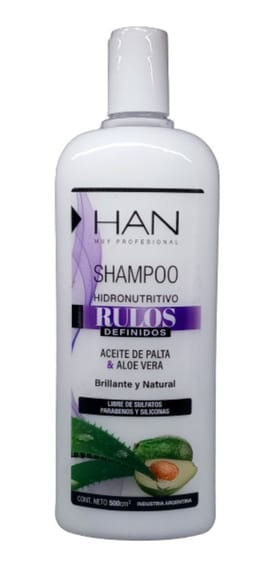 HAN
MUY PROFESIONAL
SHAMPOO
HIDRONUTRITIVO
RULOS
DEFINIDOS
ACEITE DE PALTA
& ALOE VERA
Brillante y Natural
LIBRE DE SULFATOS
PARABENOS Y SILICONAS
CONT. NETO 500cm³ INDUSTRIA ARGENTINA